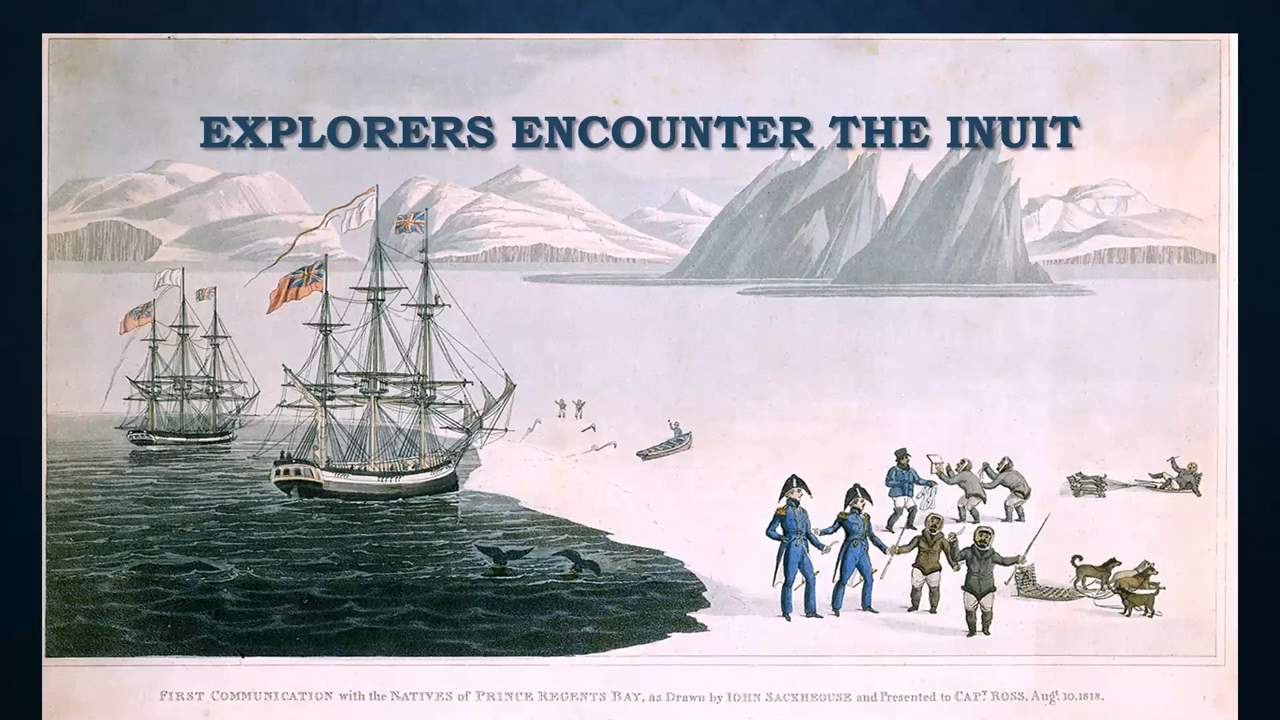 EXPLORERS ENCOUNTER THE INUIT
FIRST COMMUNICATION with the NATIVES of PRINCE REGENTS BAY, as Drawn by IOHN SACKHEOUSE and Presented to CAPT. ROSS, Augt. 10. 1818.